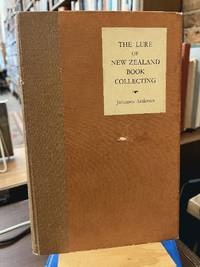 THE LURE
OF
NEW ZEALAND
BOOK
COLLECTING
Johannes Andersen